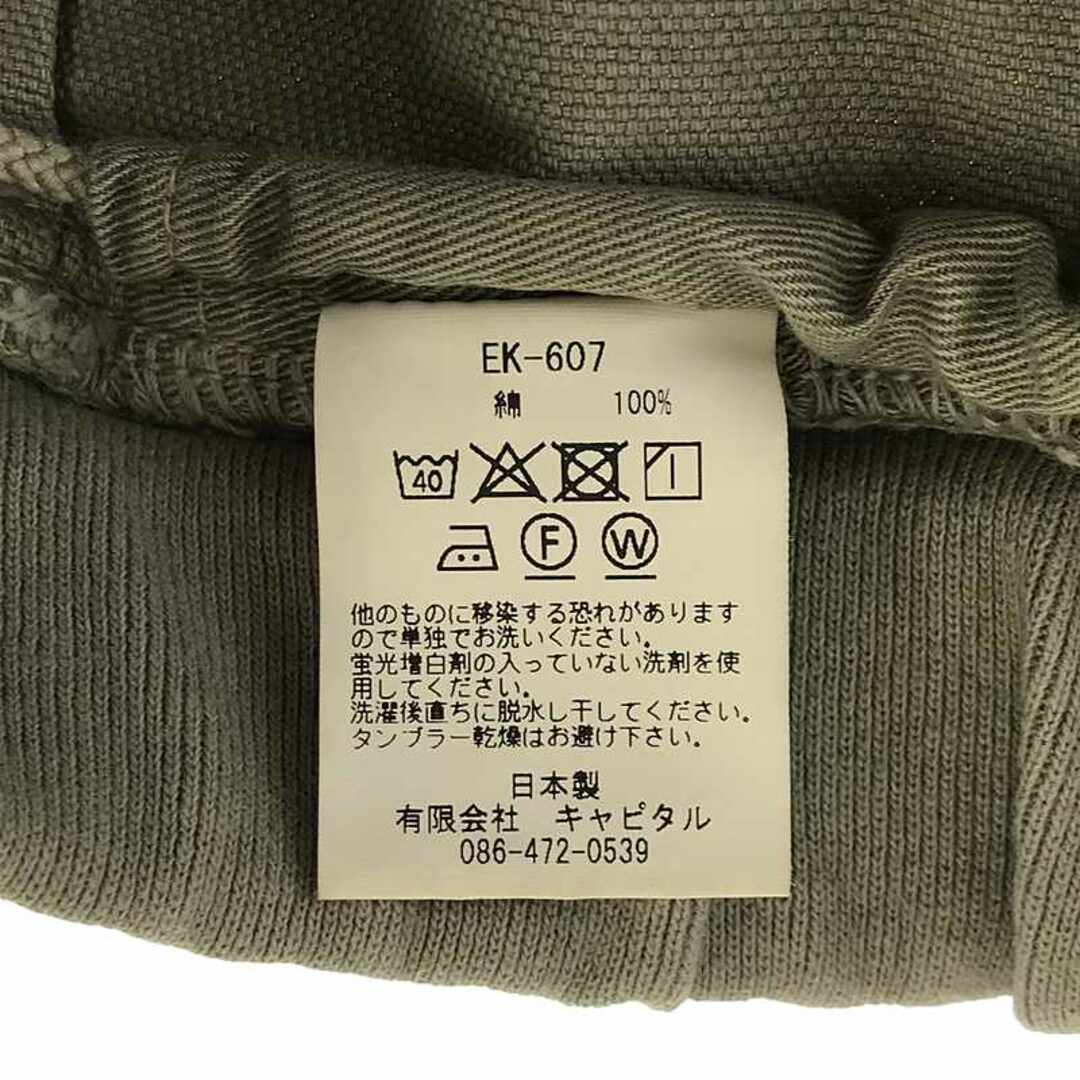 EK-607
綿 100%
40
F W
他のものに移染する恐れがあります
ので単独でお洗いください。
蛍光増白剤の入っていない洗剤を使
用してください。
洗濯後直ちに脱水し干してください。
タンブラー乾燥はお避け下さい。
日本製
有限会社 キャピタル
086-472-0539